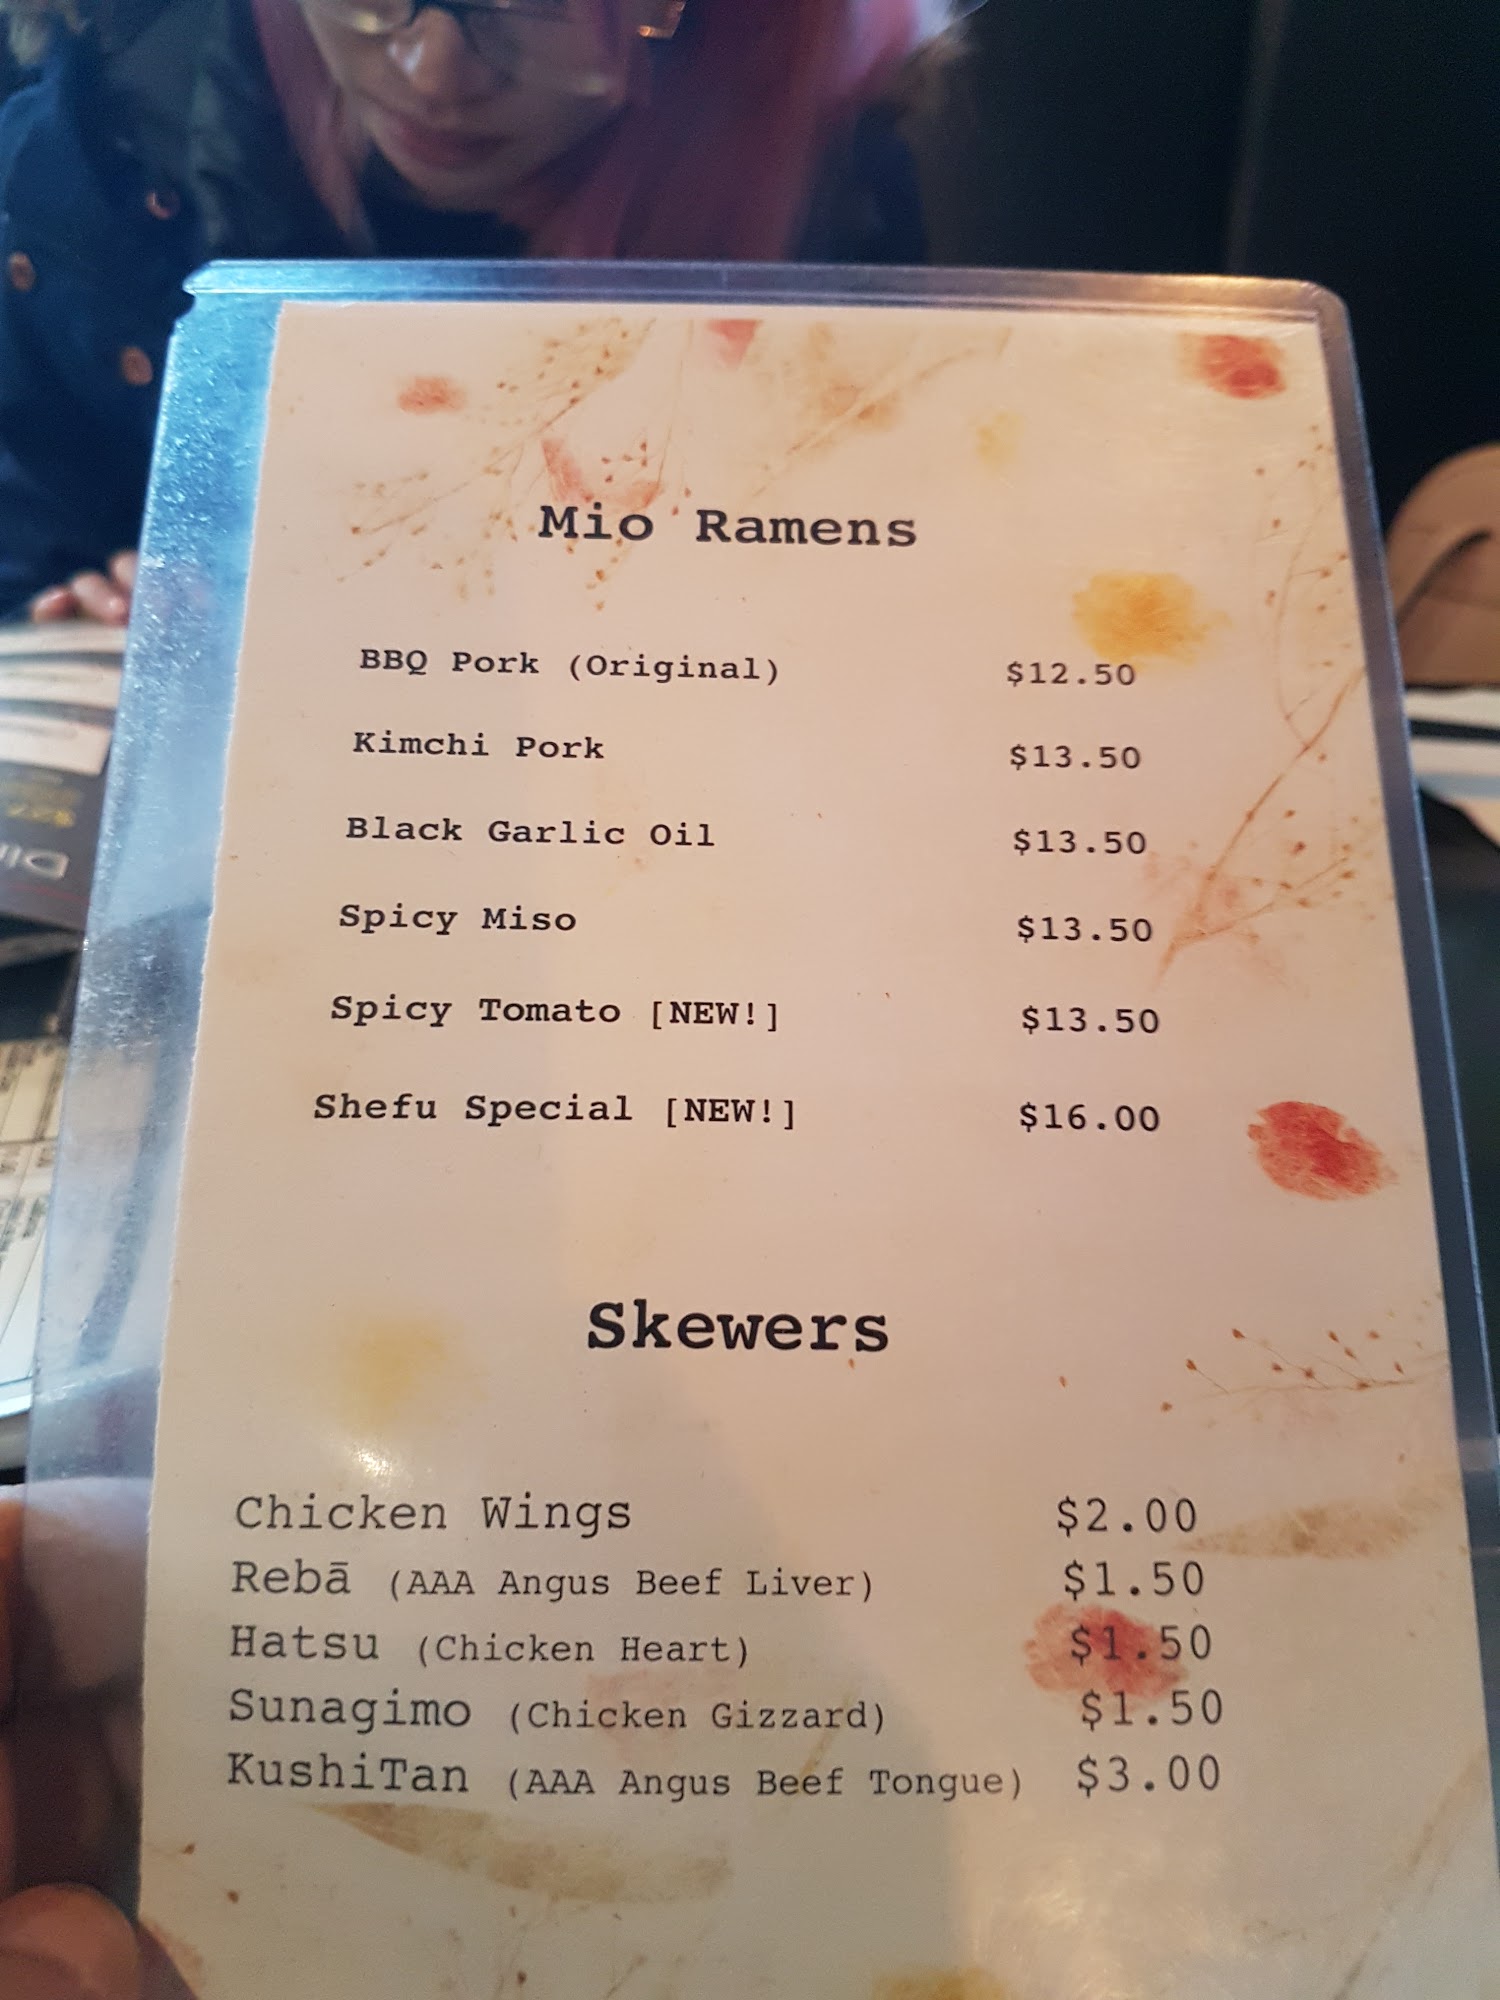 Mio Ramens
BBQ Pork (Original) $12.50
Kimchi Pork $13.50
Black Garlic Oil $13.50
Spicy Miso $13.50
Spicy Tomato [NEW!] $13.50
Shefu Special [NEW!] $16.00
Skewers
Chicken Wings $2.00
Rebā (AAA Angus Beef Liver) $1.50
Hatsu (Chicken Heart) $1.50
Sunagimo (Chicken Gizzard) $1.50
KushiTan (AAA Angus Beef Tongue) $3.00